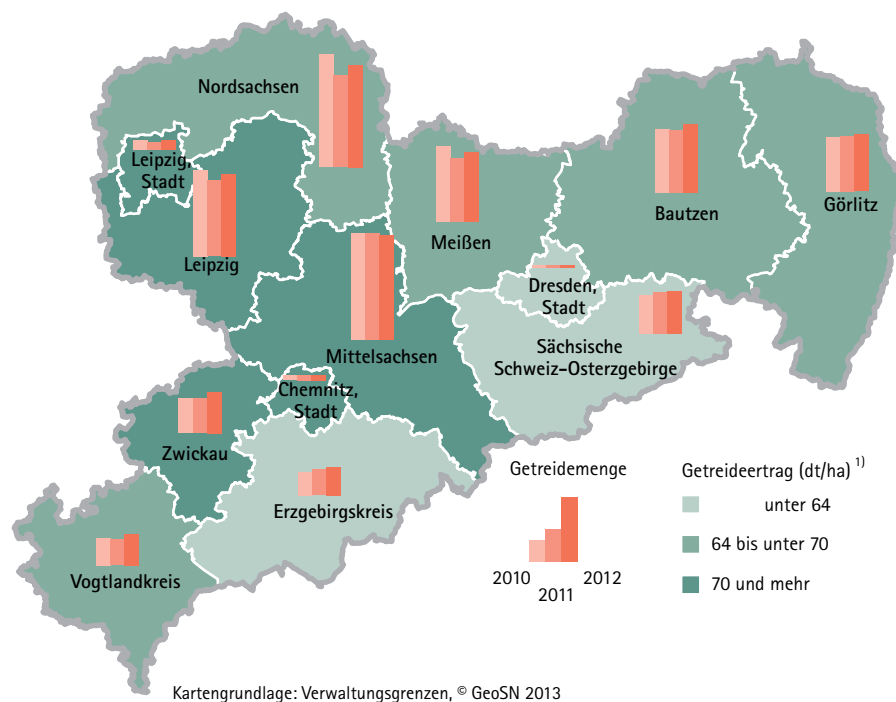 Nordsachsen
Leipzig,
Stadt
Leipzig
Meißen
Bautzen
Görlitz
Dresden,
Stadt
Mittelsachsen
Sächsische
Schweiz-Osterzgebirge
Chemnitz,
Stadt
Zwickau
Erzgebirgskreis
Vogtlandkreis
Getreidemenge
2010
2011
2012
Getreideertrag (dt/ha) 1)
unter 64
64 bis unter 70
70 und mehr
Kartengrundlage: Verwaltungsgrenzen, © GeoSN 2013